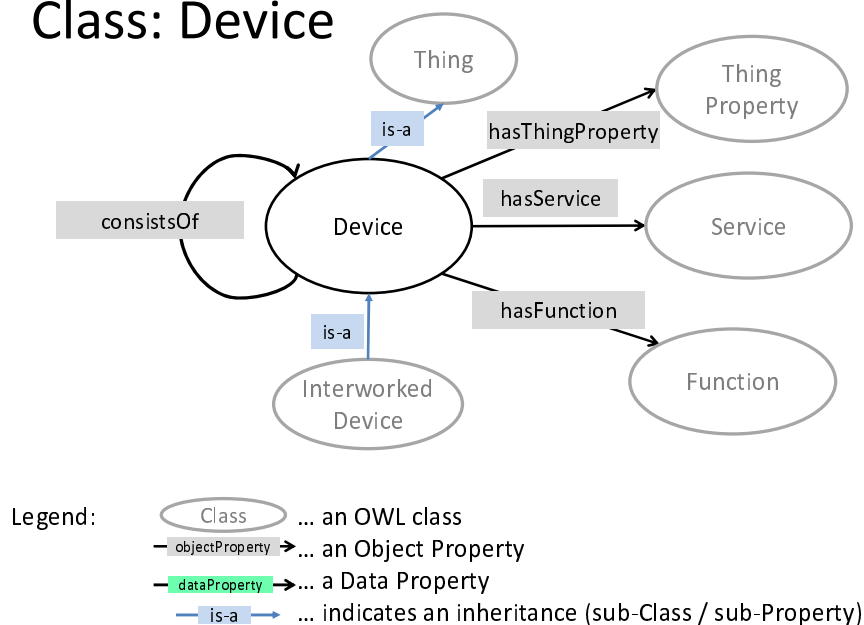 Class: Device
Thing
Thing
Property
is-a
hasThingProperty
hasService
consistsOf
Device
Service
hasFunction
is-a
Interworked
Device
Function
Legend:
Class
... an OWL class
objectProperty
... an Object Property
dataProperty
... a Data Property
is-a
... indicates an inheritance (sub-Class / sub-Property)